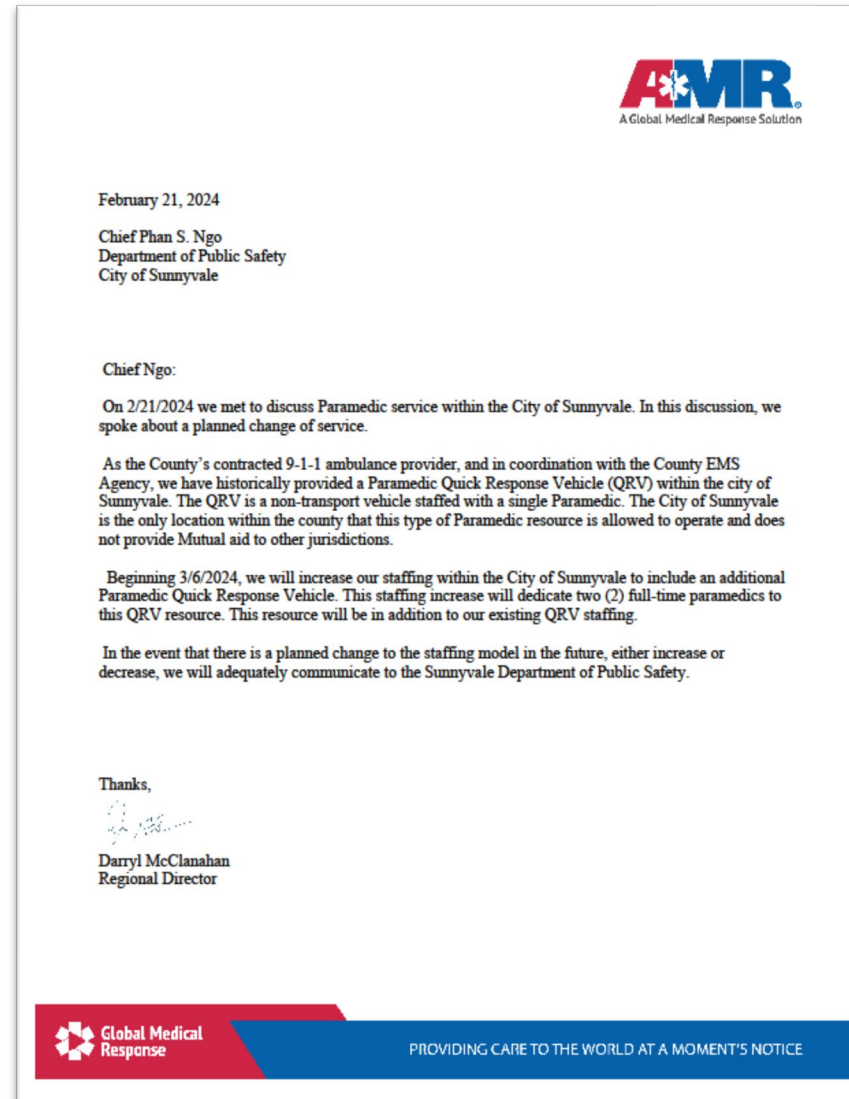 AMR
A Global Medical Response Solution
February 21, 2024
Chief Phan S. Ngo
Department of Public Safety
City of Sunnyvale
Chief Ngo:
On 2/21/2024 we met to discuss Paramedic service within the City of Sunnyvale. In this discussion, we
spoke about a planned change of service.
As the County's contracted 9-1-1 ambulance provider, and in coordination with the County EMS
Agency, we have historically provided a Paramedic Quick Response Vehicle (QRV) within the city of
Sunnyvale. The QRV is a non-transport vehicle staffed with a single Paramedic. The City of Sunnyvale
is the only location within the county that this type of Paramedic resource is allowed to operate and does
not provide Mutual aid to other jurisdictions.
Beginning 3/6/2024, we will increase our staffing within the City of Sunnyvale to include an additional
Paramedic Quick Response Vehicle. This staffing increase will dedicate two (2) full-time paramedics to
this QRV resource. This resource will be in addition to our existing QRV staffing.
In the event that there is a planned change to the staffing model in the future, either increase or
decrease, we will adequately communicate to the Sunnyvale Department of Public Safety.
Thanks,
Darryl McClanahan
Regional Director
Global Medical
Response
PROVIDING CARE TO THE WORLD AT A MOMENT'S NOTICE